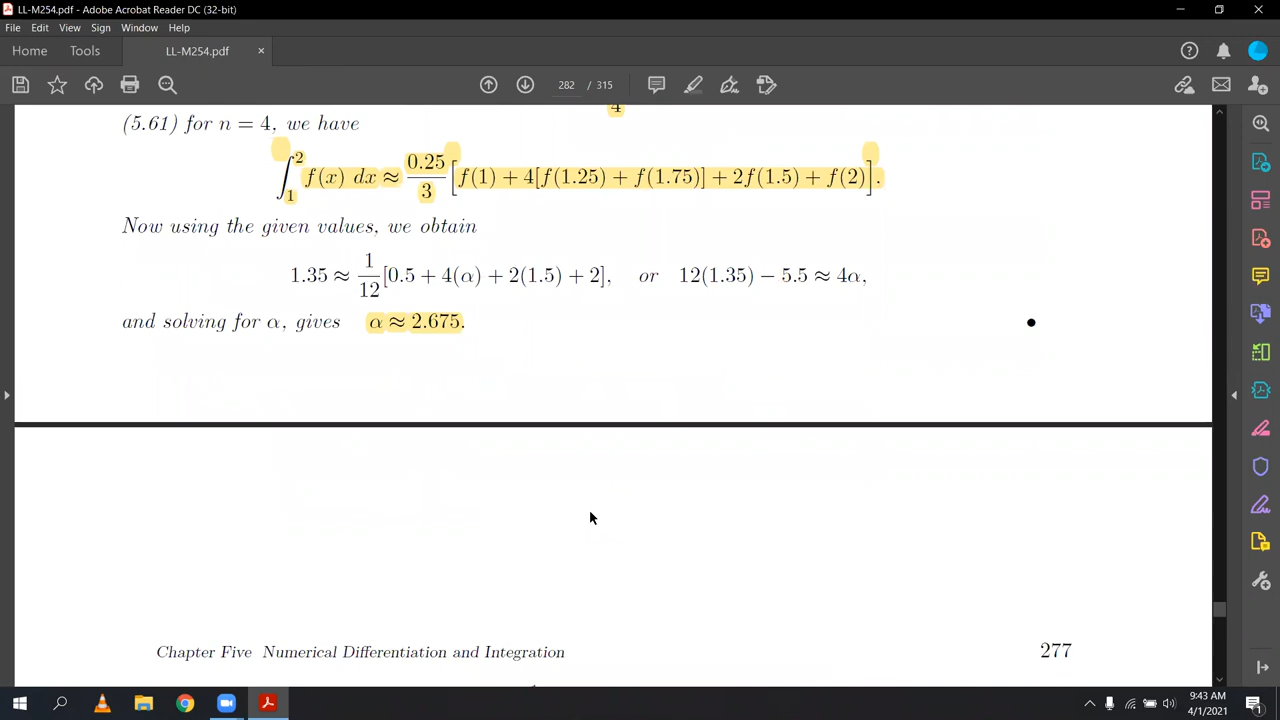 LL-M254.pdf - Adobe Acrobat Reader DC (32-bit)
File Edit View Sign Window Help
Home Tools LL-M254.pdf ×
282 / 315
4
(5.61) for n = 4, we have
∫₁² f(x) dx ≈ 0.25/3 [f(1) + 4[f(1.25) + f(1.75)] + 2f(1.5) + f(2)].
Now using the given values, we obtain
1.35 ≈ 1/12 [0.5 + 4(α) + 2(1.5) + 2], or 12(1.35) − 5.5 ≈ 4α,
and solving for α, gives α ≈ 2.675.
Chapter Five Numerical Differentiation and Integration 277
9:43 AM
4/1/2021
1